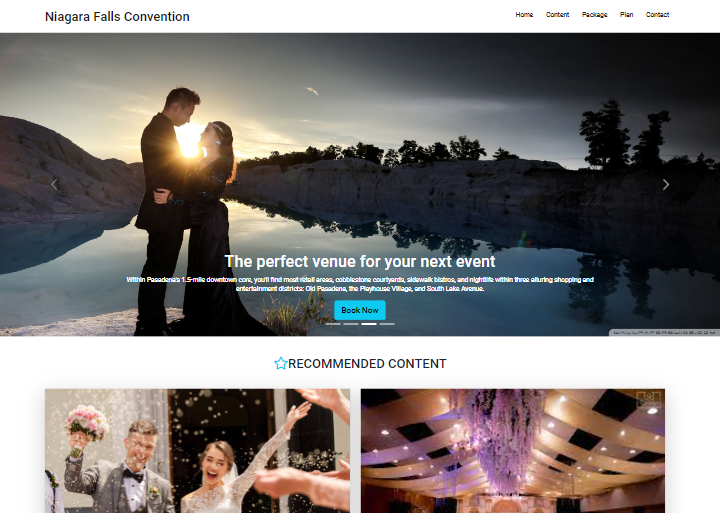 Niagara Falls Convention
Home Content Package Plan Contact
The perfect venue for your next event
Within Pasadena's 1.5-mile downtown core, you'll find most retail areas, cobblestone courtyards, sidewalk bistros, and nightlife within three alluring shopping and
entertainment districts: Old Pasadena, the Playhouse Village, and South Lake Avenue.
Book Now
WALLPAPERSWIDE.COM
RECOMMENDED CONTENT